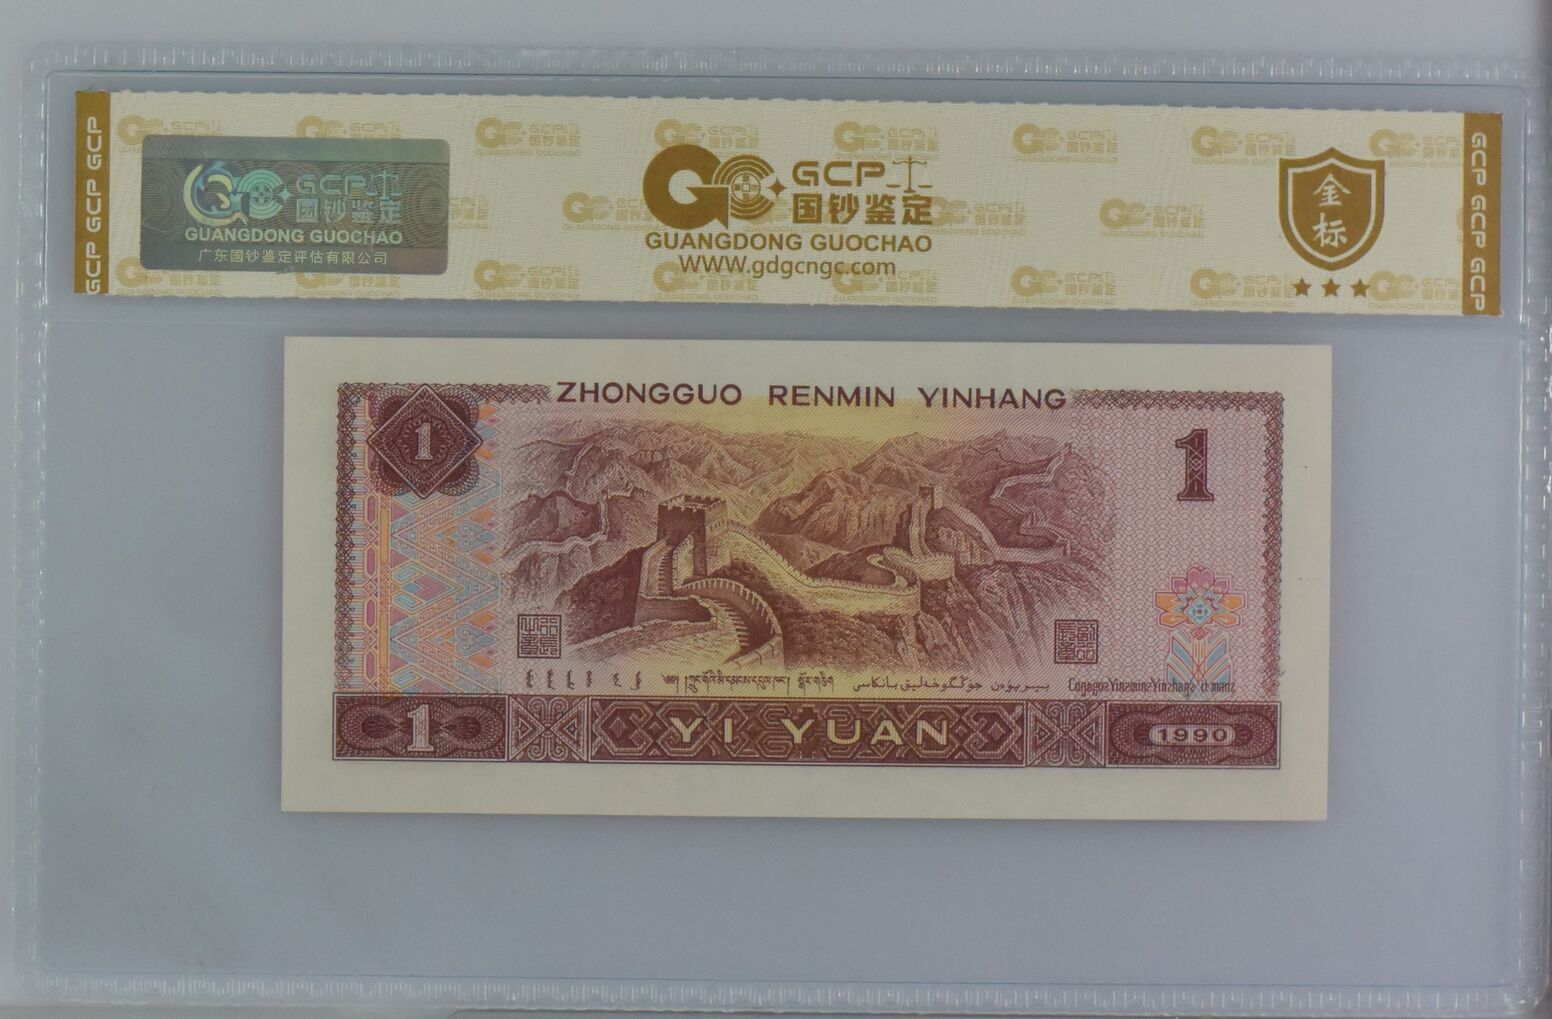 GCP GCP GCP
GCP
国钞鉴定
GUANGDONG GUOCHAO
广东国钞鉴定评估有限公司
GCP
国钞鉴定
GUANGDONG GUOCHAO
WWW.gdgcngc.com
金
标
GCP GCP GCP
ZHONGGUO RENMIN YINHANG
1
1
1
YI YUAN
1990